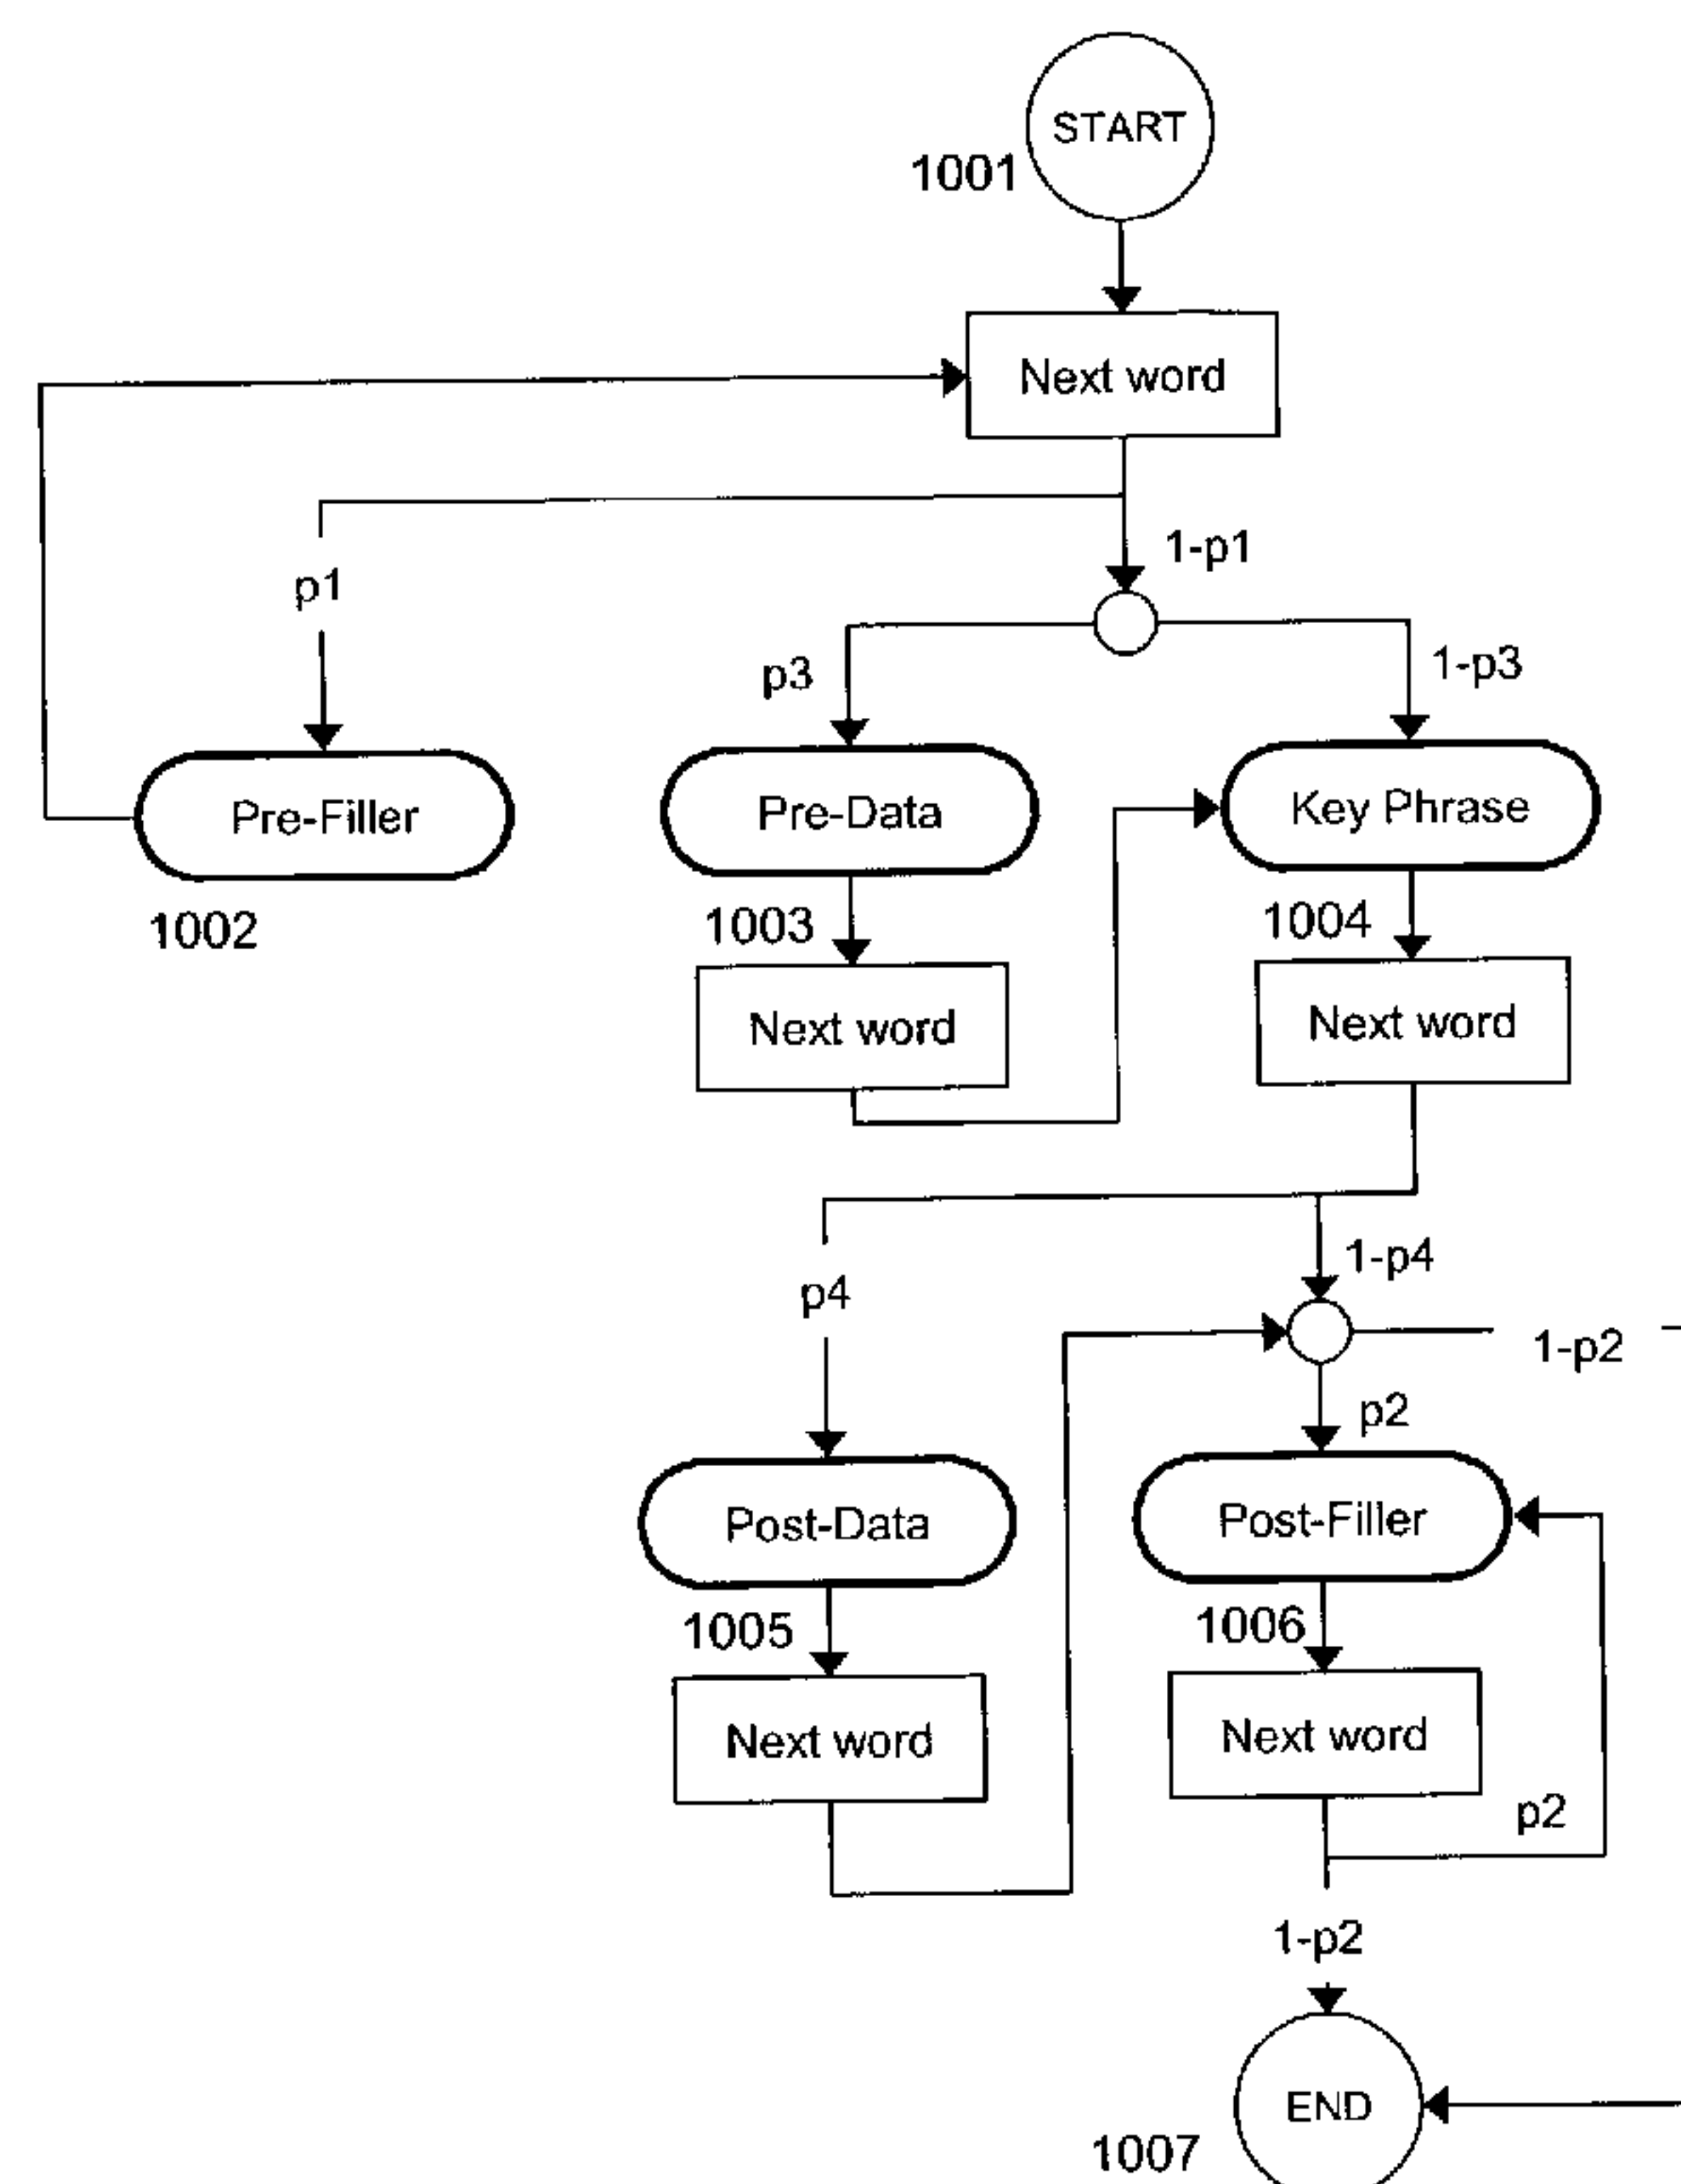 START
1001
Next word
1-p1
p1
p3
1-p3
Pre-Filler
Pre-Data
Key Phrase
1002
1003
1004
Next word
Next word
1-p4
p4
1-p2
p2
Post-Data
Post-Filler
1005
1006
Next word
Next word
p2
1-p2
END
1007